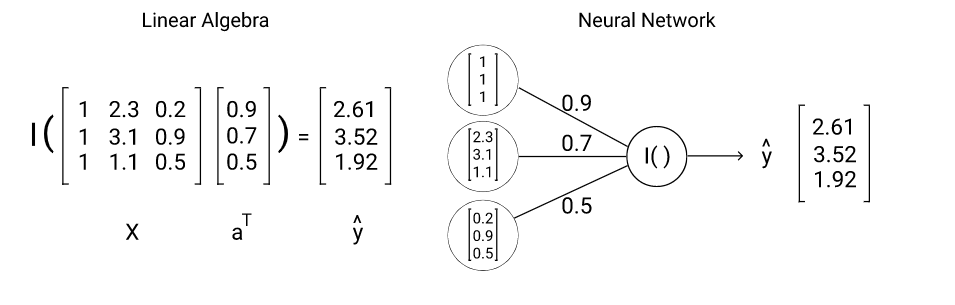 Linear Algebra
I ( [ 1 2.3 0.2 ] [ 0.9 ] ) = [ 2.61 ]
1 3.1 0.9 0.7 3.52
1 1.1 0.5 0.5 1.92
X a^T ŷ
Neural Network
[ 1 ]
1
1
[ 2.3 ]
3.1
1.1
[ 0.2 ]
0.9
0.5
0.9
0.7
0.5
I( )
ŷ
[ 2.61 ]
3.52
1.92